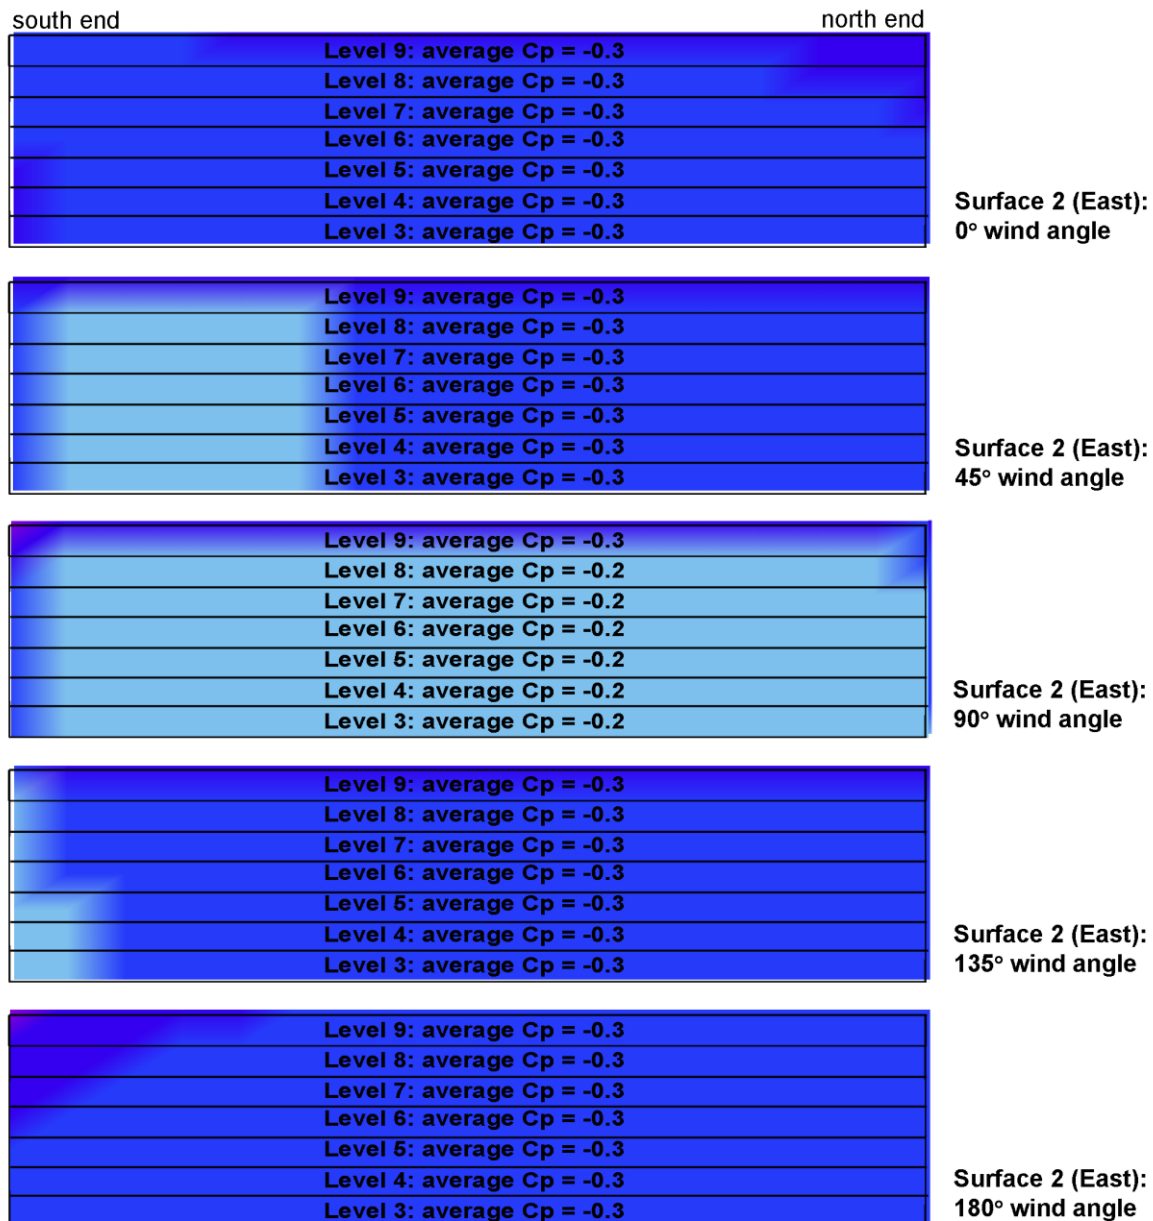 south end
north end
Level 9: average Cp = -0.3
Level 8: average Cp = -0.3
Level 7: average Cp = -0.3
Level 6: average Cp = -0.3
Level 5: average Cp = -0.3
Level 4: average Cp = -0.3
Level 3: average Cp = -0.3
Surface 2 (East):
0° wind angle
Level 9: average Cp = -0.3
Level 8: average Cp = -0.3
Level 7: average Cp = -0.3
Level 6: average Cp = -0.3
Level 5: average Cp = -0.3
Level 4: average Cp = -0.3
Level 3: average Cp = -0.3
Surface 2 (East):
45° wind angle
Level 9: average Cp = -0.3
Level 8: average Cp = -0.2
Level 7: average Cp = -0.2
Level 6: average Cp = -0.2
Level 5: average Cp = -0.2
Level 4: average Cp = -0.2
Level 3: average Cp = -0.2
Surface 2 (East):
90° wind angle
Level 9: average Cp = -0.3
Level 8: average Cp = -0.3
Level 7: average Cp = -0.3
Level 6: average Cp = -0.3
Level 5: average Cp = -0.3
Level 4: average Cp = -0.3
Level 3: average Cp = -0.3
Surface 2 (East):
135° wind angle
Level 9: average Cp = -0.3
Level 8: average Cp = -0.3
Level 7: average Cp = -0.3
Level 6: average Cp = -0.3
Level 5: average Cp = -0.3
Level 4: average Cp = -0.3
Level 3: average Cp = -0.3
Surface 2 (East):
180° wind angle